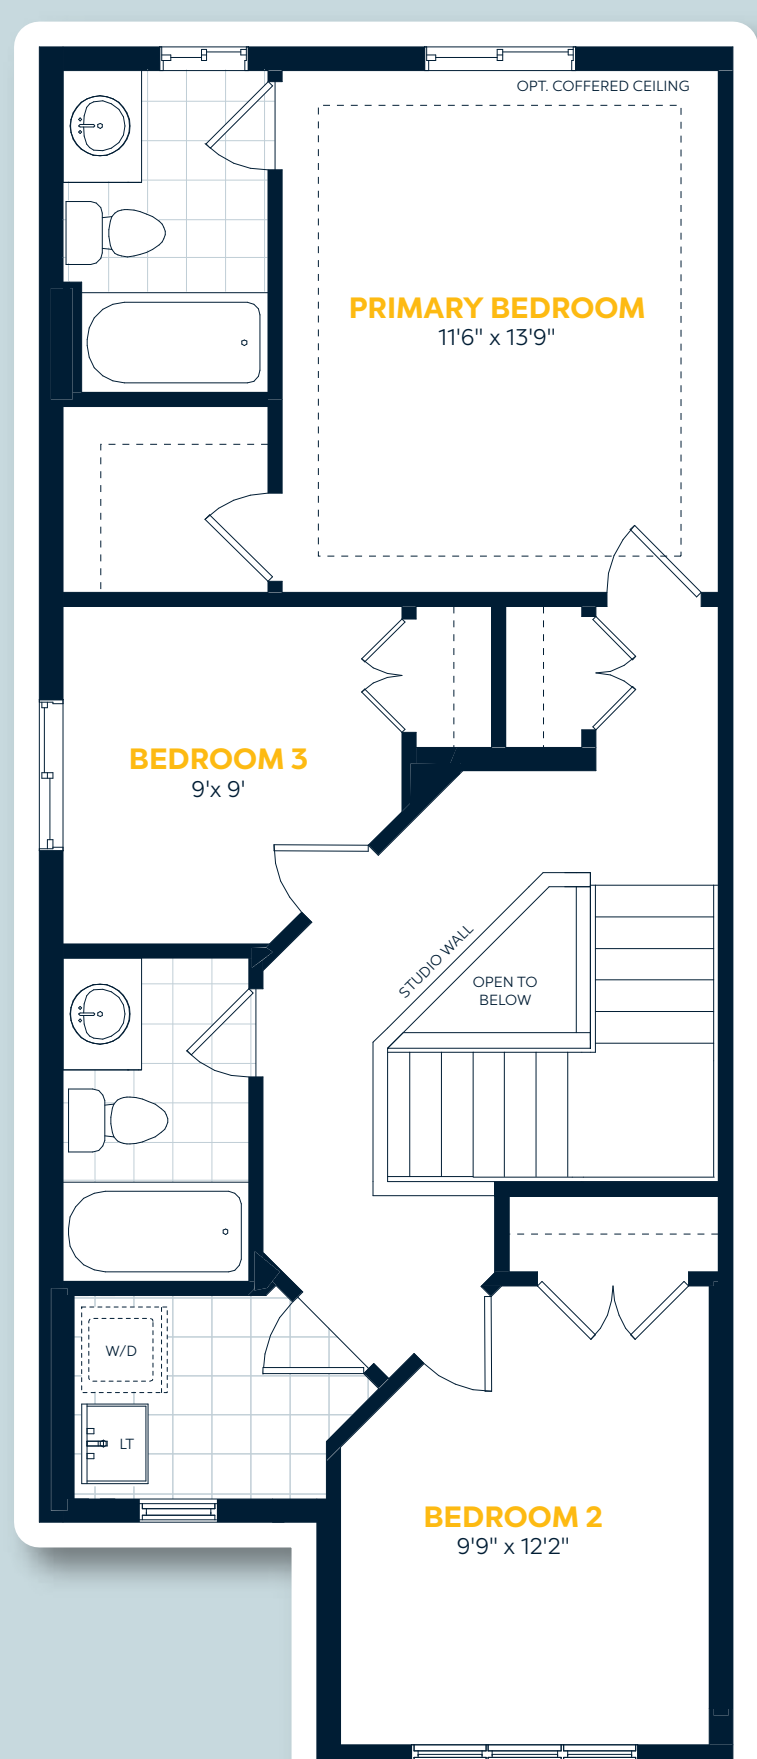 OPT. COFFERED CEILING
PRIMARY BEDROOM
11'6" x 13'9"
BEDROOM 3
9'x 9'
STUDIO WALL
OPEN TO
BELOW
W/D
LT
BEDROOM 2
9'9" x 12'2"